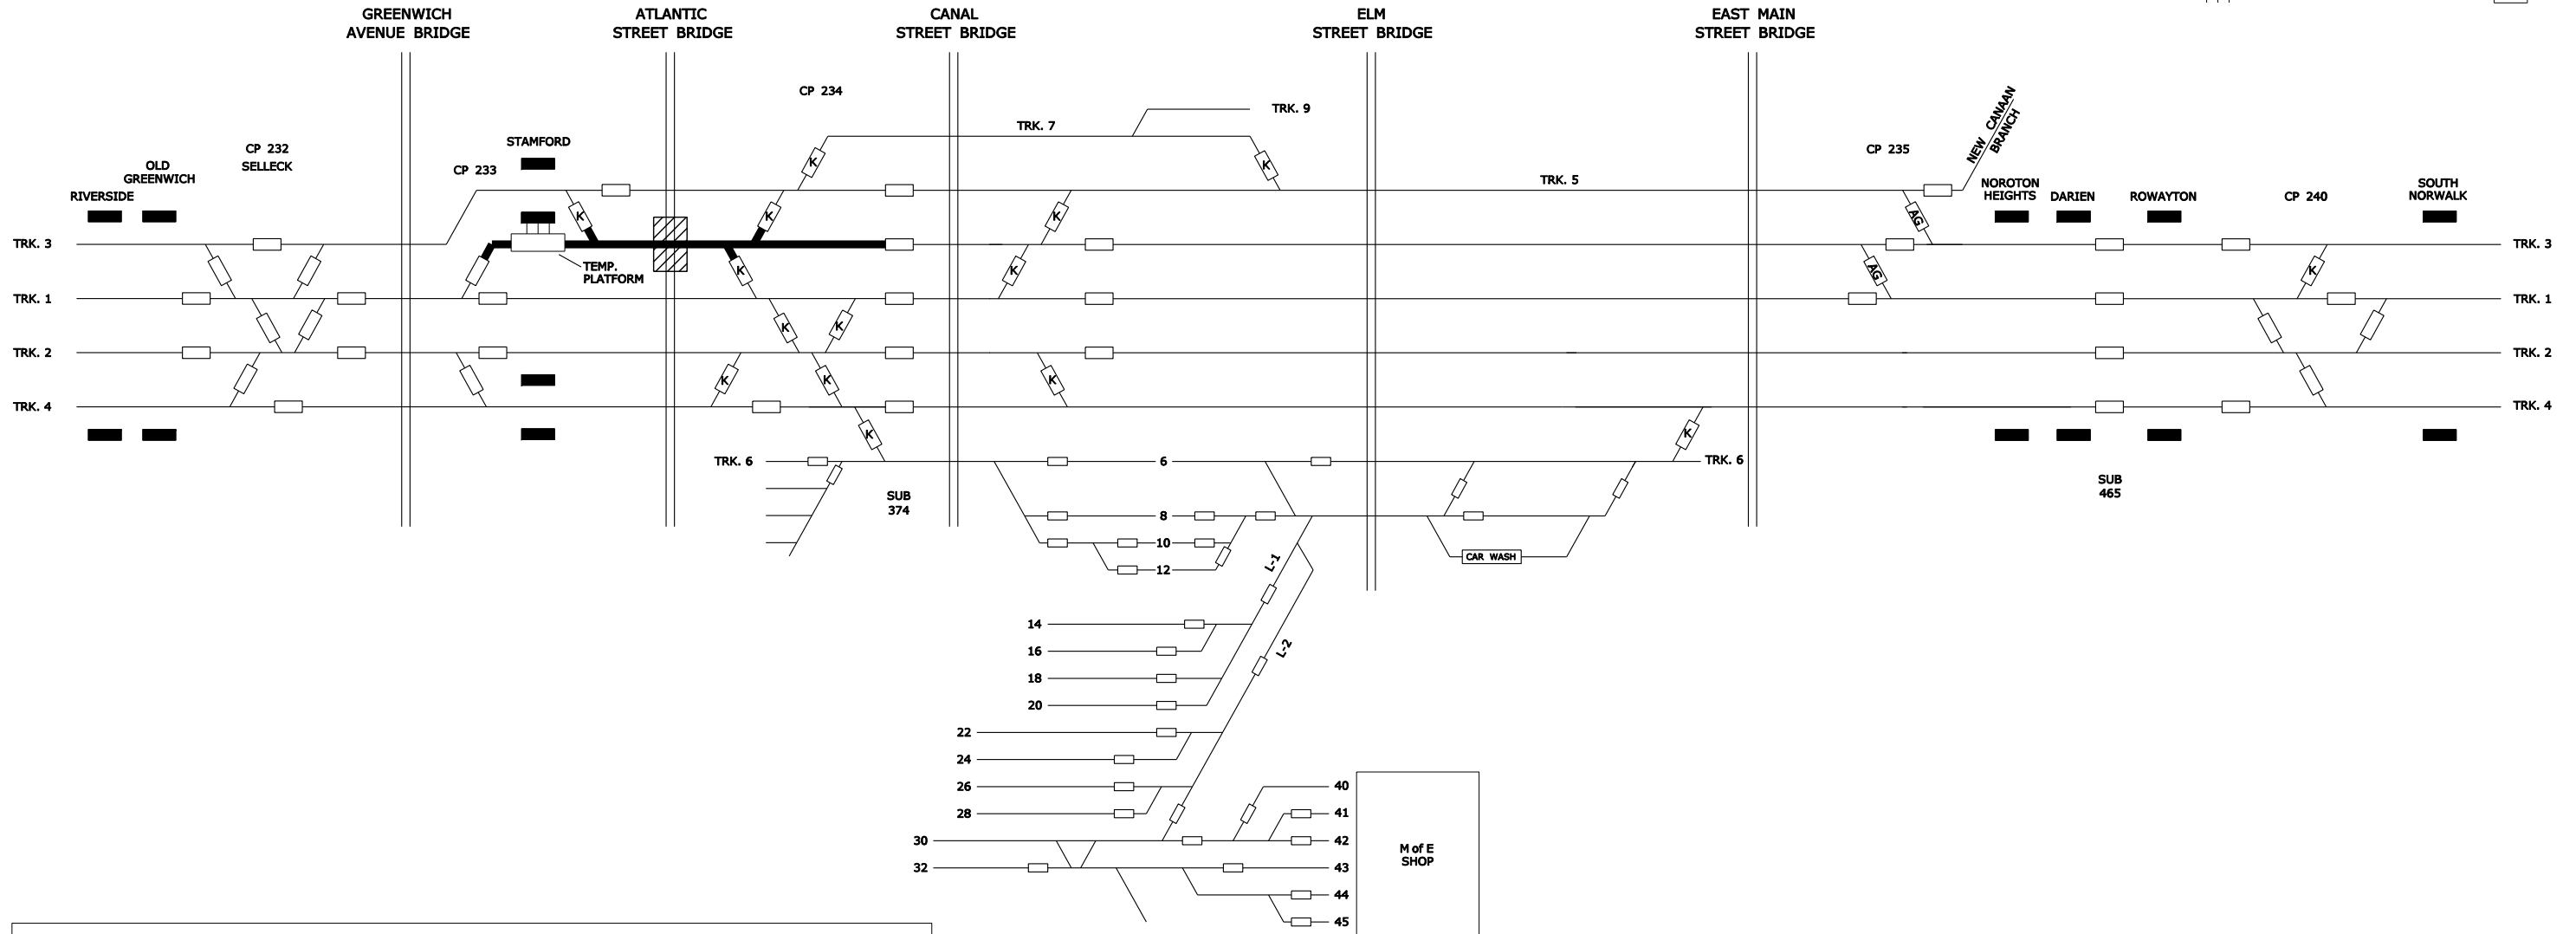 GREENWICH
AVENUE BRIDGE
ATLANTIC
STREET BRIDGE
CANAL
STREET BRIDGE
ELM
STREET BRIDGE
EAST MAIN
STREET BRIDGE
CP 234
TRK. 9
TRK. 7
NEW CANAAN
BRANCH
STAMFORD
CP 232
SELLECK
CP 235
OLD
GREENWICH
CP 233
K
K
TRK. 5
NOROTON
HEIGHTS
DARIEN
ROWAYTON
CP 240
SOUTH
NORWALK
RIVERSIDE
K
K
K
AG
TRK. 3
TRK. 3
TEMP.
PLATFORM
K
K
AG
K
TRK. 1
TRK. 1
K
K
TRK. 2
TRK. 2
K
K
K
TRK. 4
TRK. 4
K
K
TRK. 6
6
TRK. 6
SUB
374
SUB
465
8
10
CAR WASH
12
L-1
14
16
L-2
18
20
22
24
26
40
28
41
30
42
M of E
SHOP
32
43
44
45